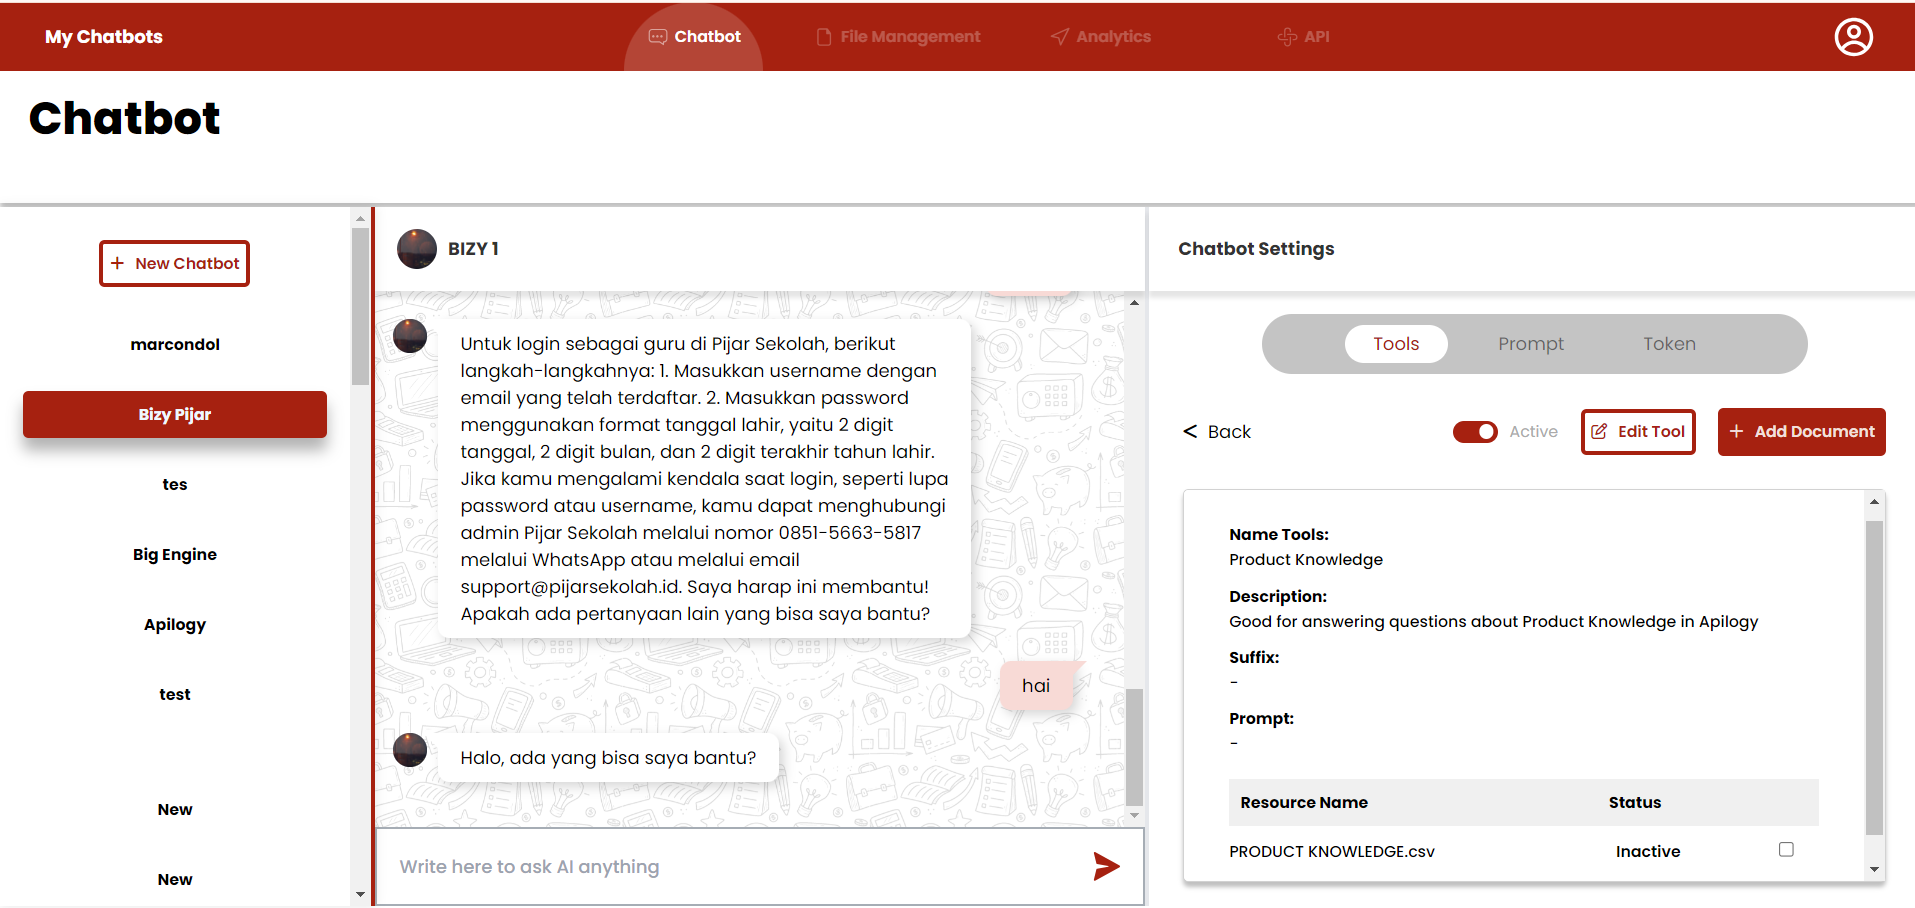 My Chatbots
Chatbot
File Management
Analytics
API
Chatbot
+ New Chatbot
marcondol
Bizy Pijar
tes
Big Engine
Apilogy
test
New
New
BIZY 1
Untuk login sebagai guru di Pijar Sekolah, berikut
langkah-langkahnya: 1. Masukkan username dengan
email yang telah terdaftar. 2. Masukkan password
menggunakan format tanggal lahir, yaitu 2 digit
tanggal, 2 digit bulan, dan 2 digit terakhir tahun lahir.
Jika kamu mengalami kendala saat login, seperti lupa
password atau username, kamu dapat menghubungi
admin Pijar Sekolah melalui nomor 0851-5663-5817
melalui WhatsApp atau melalui email
support@pijarsekolah.id. Saya harap ini membantu!
Apakah ada pertanyaan lain yang bisa saya bantu?
hai
Halo, ada yang bisa saya bantu?
Write here to ask AI anything
Chatbot Settings
Tools
Prompt
Token
< Back
Active
Edit Tool
+ Add Document
Name Tools:
Product Knowledge
Description:
Good for answering questions about Product Knowledge in Apilogy
Suffix:
-
Prompt:
-
Resource Name Status
PRODUCT KNOWLEDGE.csv Inactive